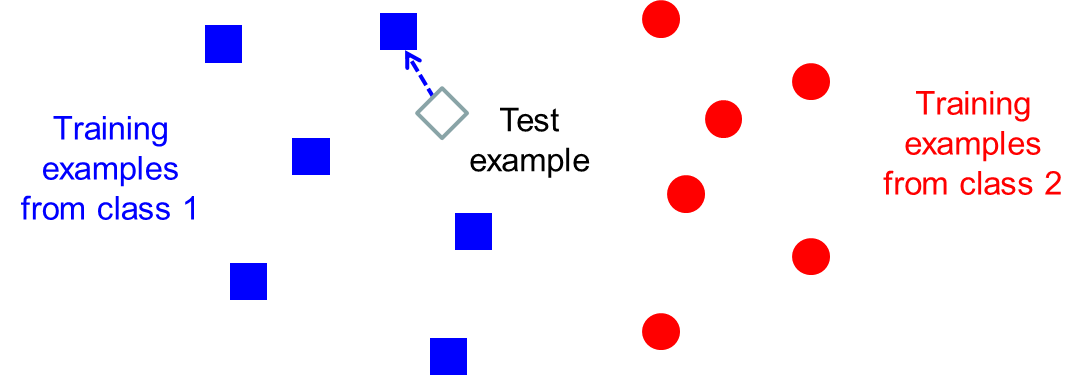 Training
examples
from class 1
Test
example
Training
examples
from class 2